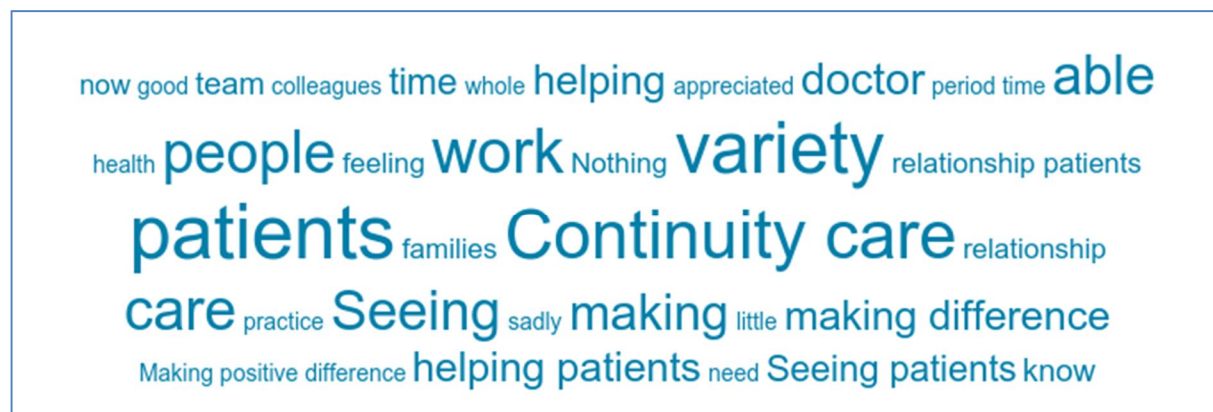 now good team colleagues time whole helping appreciated doctor period time able
health people feeling work Nothing variety relationship patients
patients families Continuity care relationship
care practice Seeing sadly making little making difference
Making positive difference helping patients need Seeing patients know